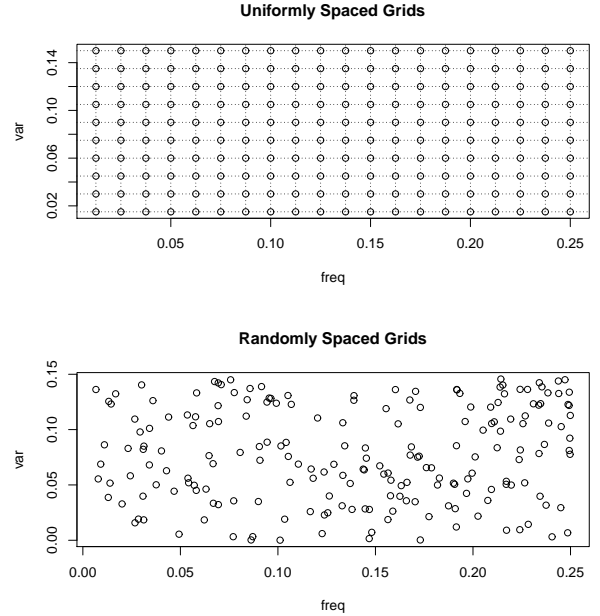 Uniformly Spaced Grids
0.14
0.10
0.06
0.02
var
0.05 0.10 0.15 0.20 0.25
freq
Randomly Spaced Grids
0.15
0.10
0.05
0.00
var
0.00 0.05 0.10 0.15 0.20 0.25
freq